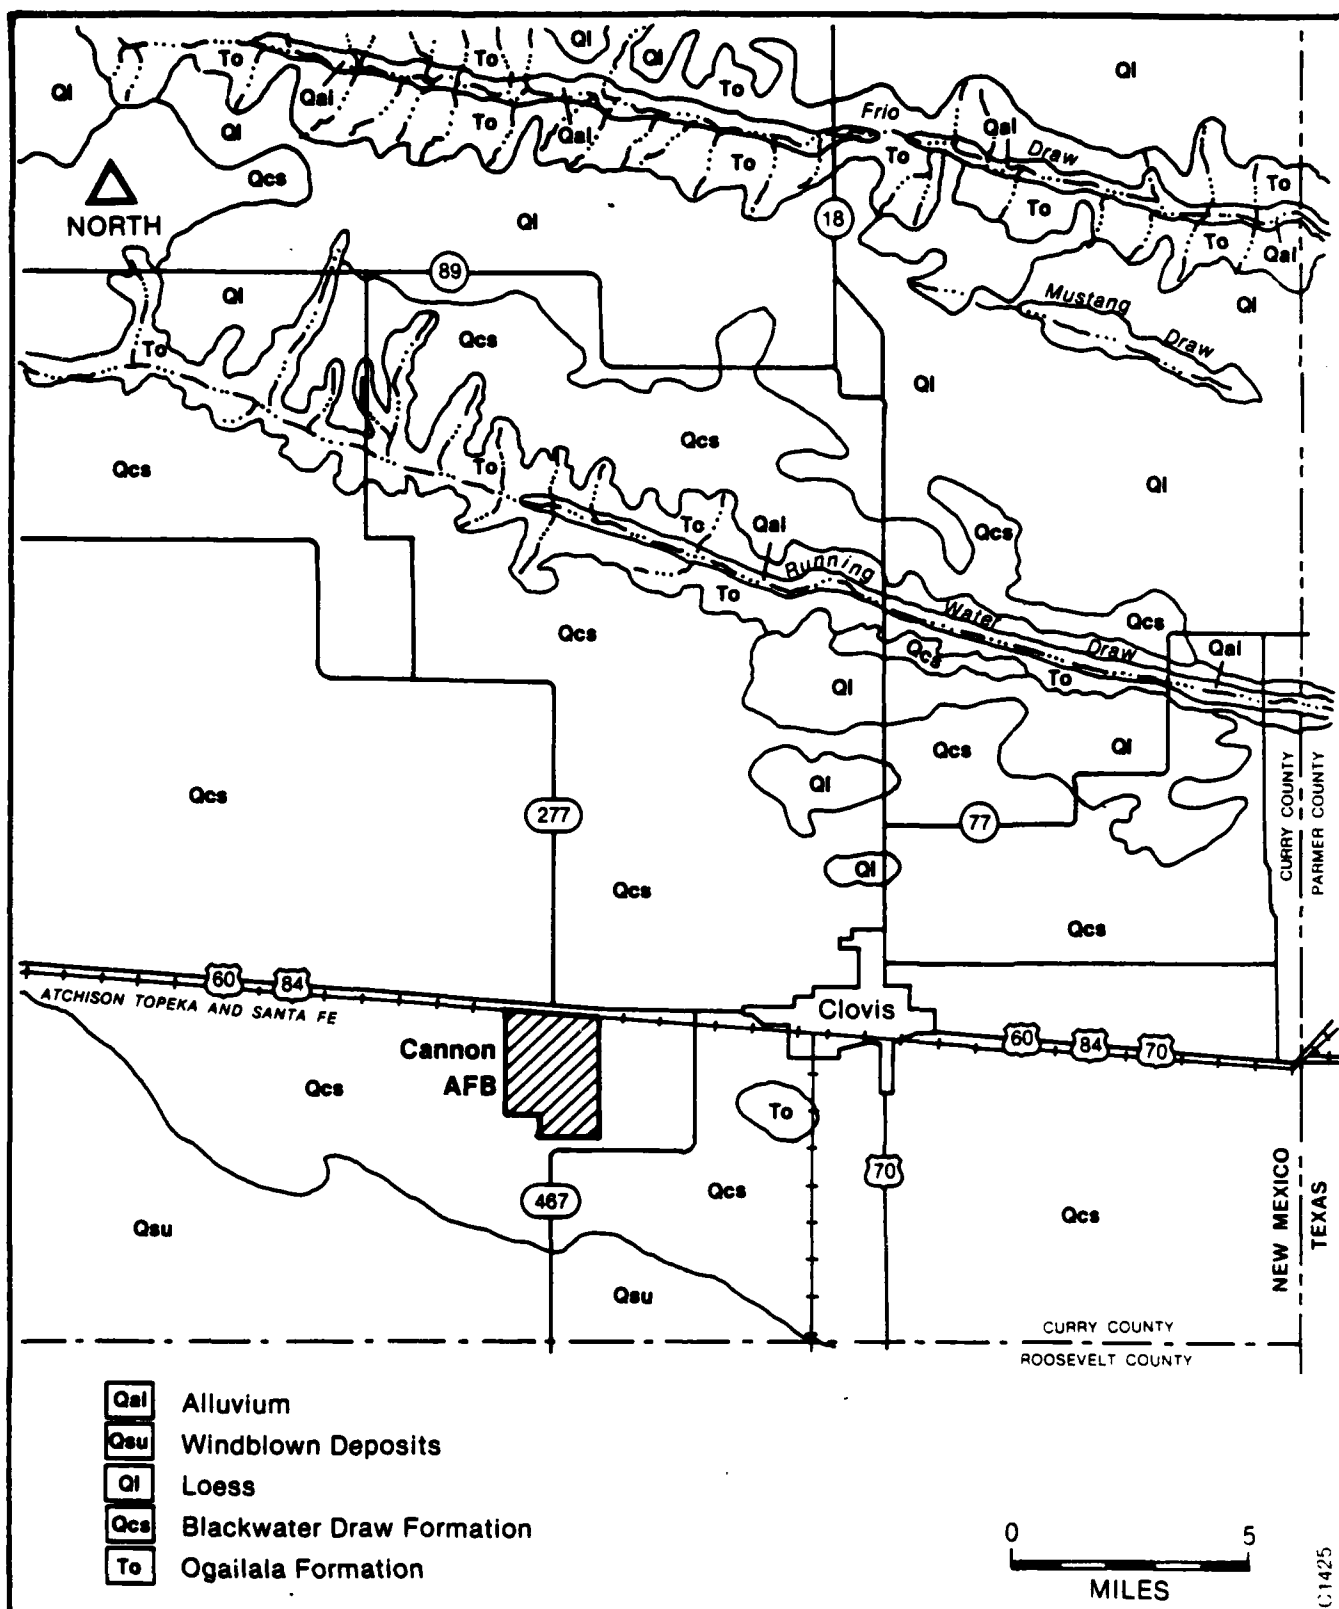 Ql
To
Ql
To
Ql
Ql
Qal
To
Qal
Frio
Qal
Draw
Ql
Ql
To
To
To
Qcs
Ql
To
To
Qal
NORTH
18
89
Ql
Mustang
Draw
Ql
To
Qcs
Ql
Qcs
Qcs
To
Ql
Tc
Qal
Qcs
Running
To
Water
Qcs
Qcs
Draw
Qal
Qcs
To
Ql
Qcs
Ql
Qcs
Ql
277
77
CURRY COUNTY
PARMER COUNTY
Ql
Qcs
Qcs
60
84
ATCHISON TOPEKA AND SANTA FE
Clovis
60
84
70
Cannon
AFB
Qcs
To
70
467
Qcs
Qcs
Qsu
Qsu
NEW MEXICO
TEXAS
CURRY COUNTY
ROOSEVELT COUNTY
Qal Alluvium
Qsu Windblown Deposits
Ql Loess
Qcs Blackwater Draw Formation
To Ogailala Formation
0 5
MILES
C1425